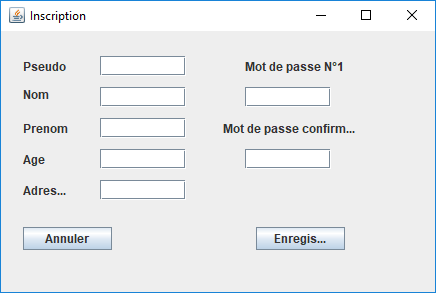 Inscription
Pseudo
Mot de passe N°1
Nom
Prenom
Mot de passe confirm...
Age
Adres...
Annuler
Enregis...